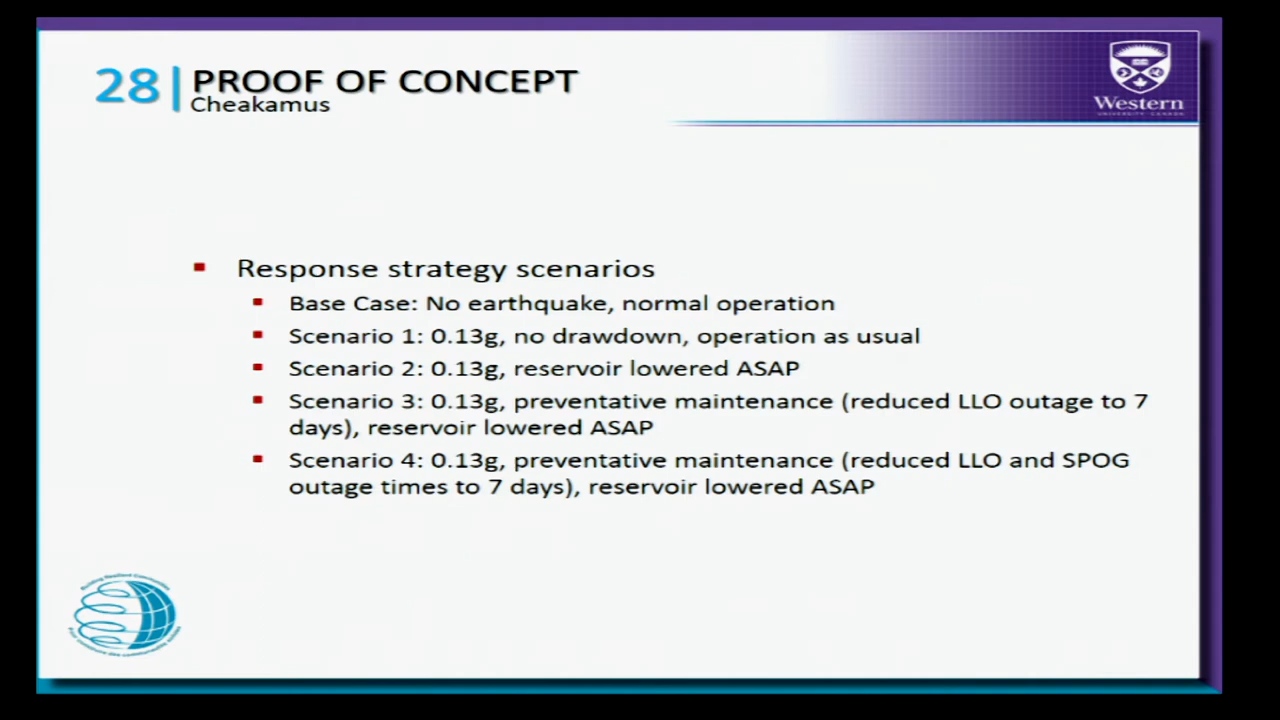 28
PROOF OF CONCEPT
Cheakamus
Western
UNIVERSITY · CANADA
▪ Response strategy scenarios
▪ Base Case: No earthquake, normal operation
▪ Scenario 1: 0.13g, no drawdown, operation as usual
▪ Scenario 2: 0.13g, reservoir lowered ASAP
▪ Scenario 3: 0.13g, preventative maintenance (reduced LLO outage to 7
days), reservoir lowered ASAP
▪ Scenario 4: 0.13g, preventative maintenance (reduced LLO and SPOG
outage times to 7 days), reservoir lowered ASAP
Building Resilient Communities